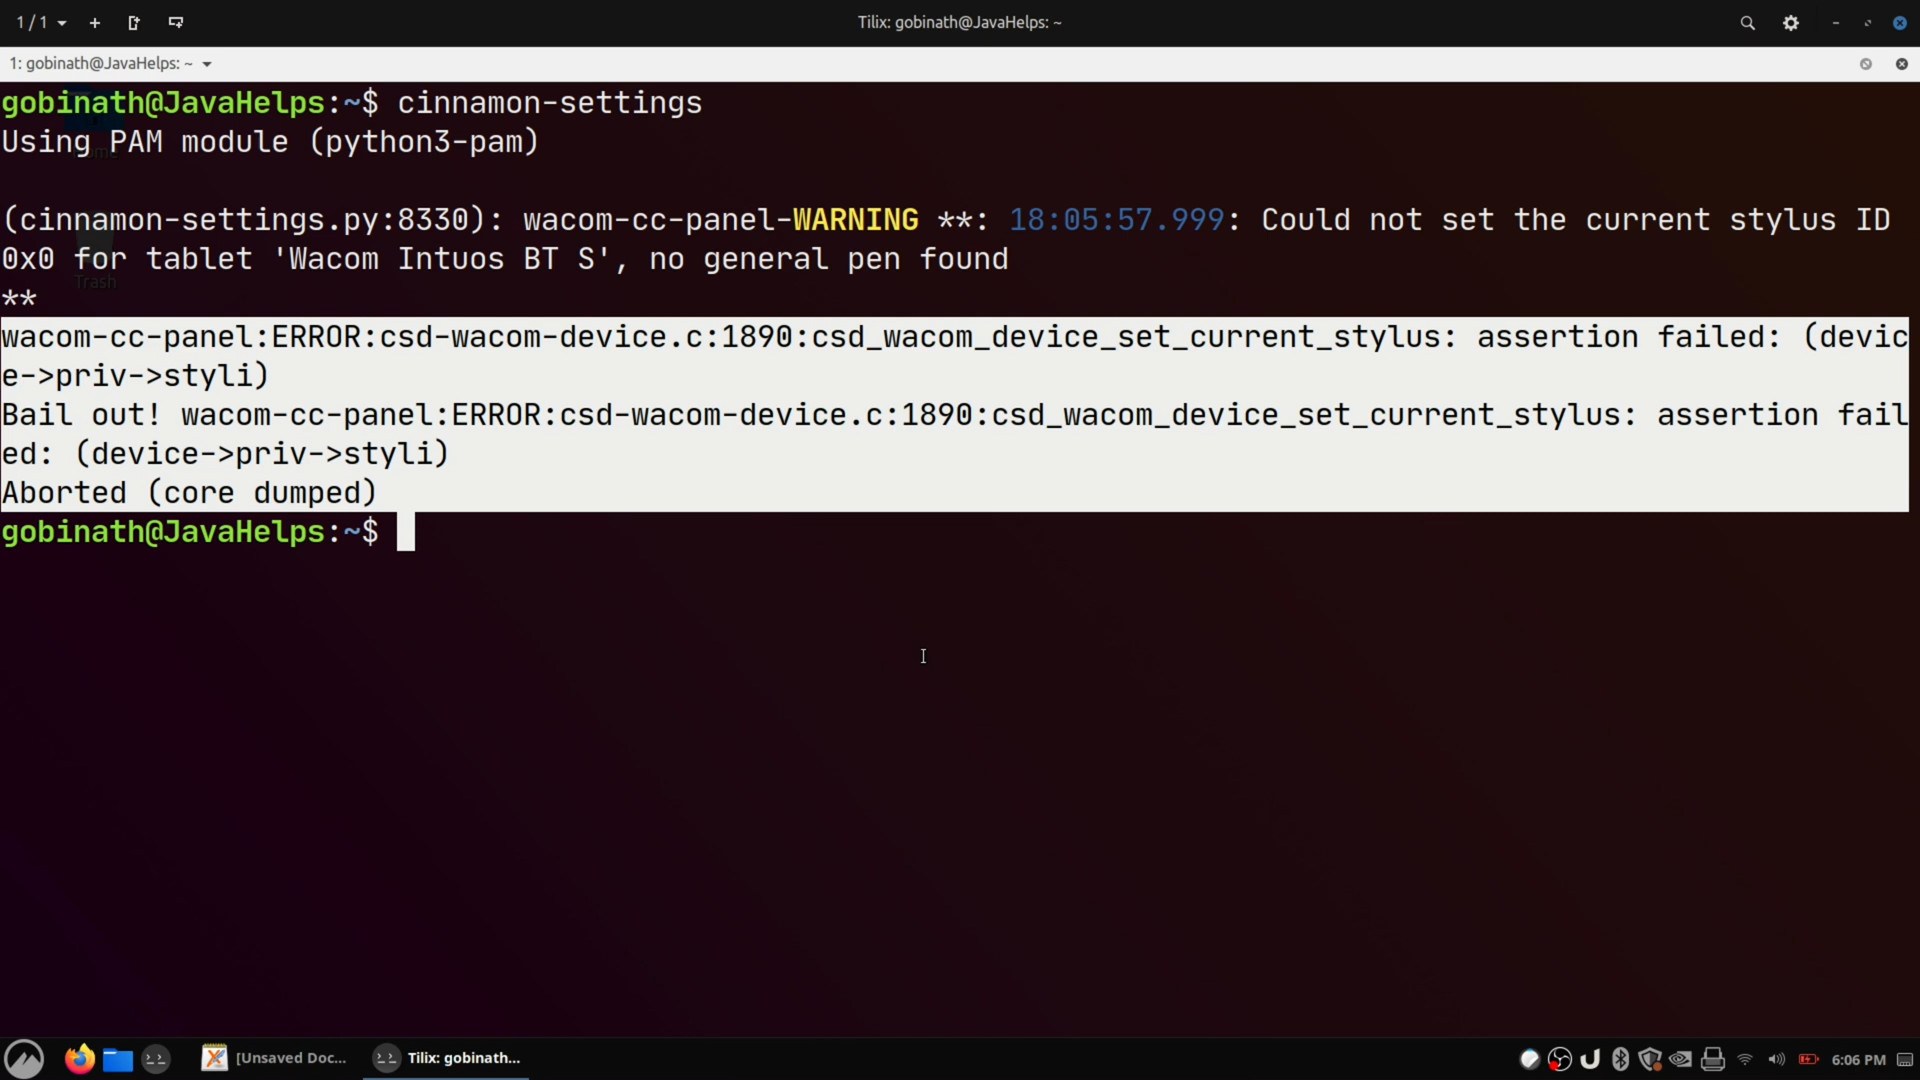 1 / 1
Tilix: gobinath@JavaHelps: ~
1: gobinath@JavaHelps: ~
gobinath@JavaHelps:~$ cinnamon-settings
Using PAM module (python3-pam)
Home
(cinnamon-settings.py:8330): wacom-cc-panel-WARNING **: 18:05:57.999: Could not set the current stylus ID
0x0 for tablet 'Wacom Intuos BT S', no general pen found
Trash
**
wacom-cc-panel:ERROR:csd-wacom-device.c:1890:csd_wacom_device_set_current_stylus: assertion failed: (devic
e->priv->styli)
Bail out! wacom-cc-panel:ERROR:csd-wacom-device.c:1890:csd_wacom_device_set_current_stylus: assertion fail
ed: (device->priv->styli)
Aborted (core dumped)
gobinath@JavaHelps:~$
[Unsaved Doc...
Tilix: gobinath...
6:06 PM